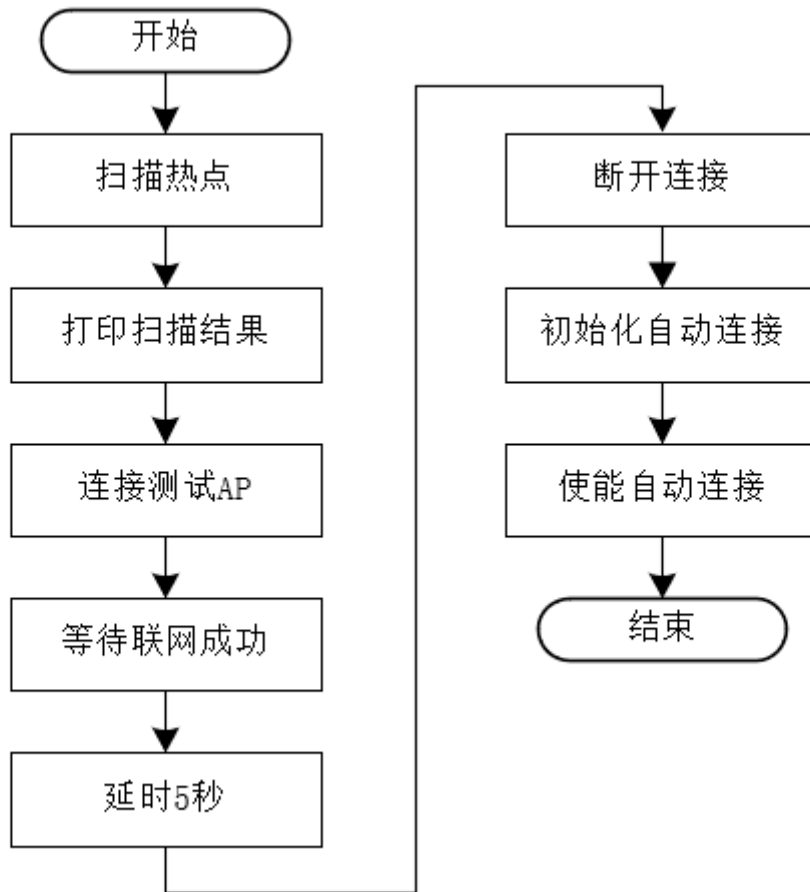 开始
扫描热点
打印扫描结果
连接测试AP
等待联网成功
延时5秒
断开连接
初始化自动连接
使能自动连接
结束